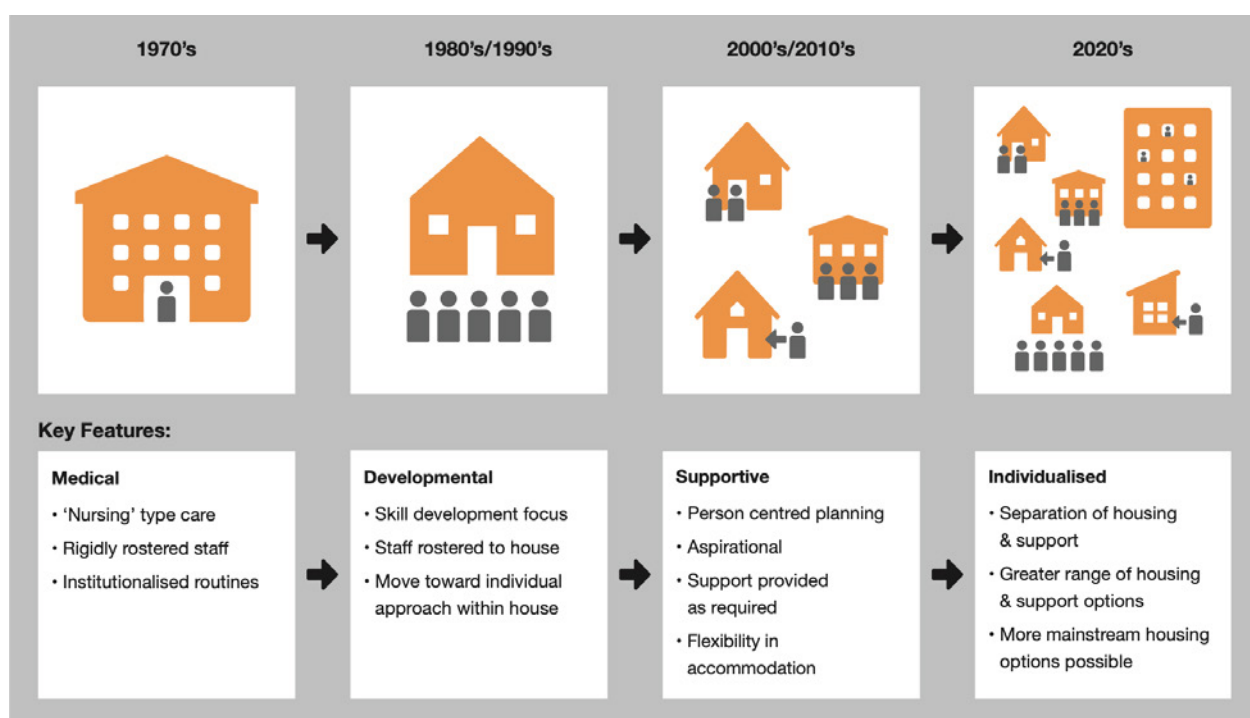 1970's
1980's/1990's
2000's/2010's
2020's
Key Features:
Medical
• 'Nursing' type care
• Rigidly rostered staff
• Institutionalised routines
Developmental
• Skill development focus
• Staff rostered to house
• Move toward individual
approach within house
Supportive
• Person centred planning
• Aspirational
• Support provided
as required
• Flexibility in
accommodation
Individualised
• Separation of housing
& support
• Greater range of housing
& support options
• More mainstream housing
options possible